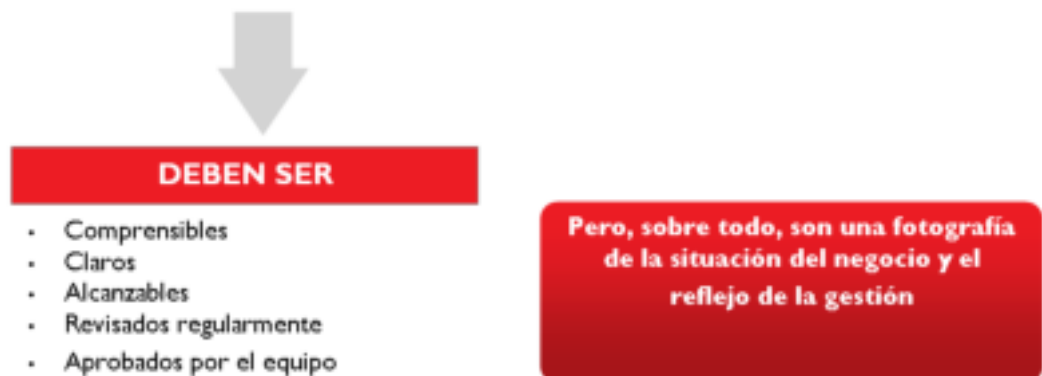 DEBEN SER
· Comprensibles
· Claros
· Alcanzables
· Revisados regularmente
· Aprobados por el equipo
Pero, sobre todo, son una fotografía
de la situación del negocio y el
reflejo de la gestión